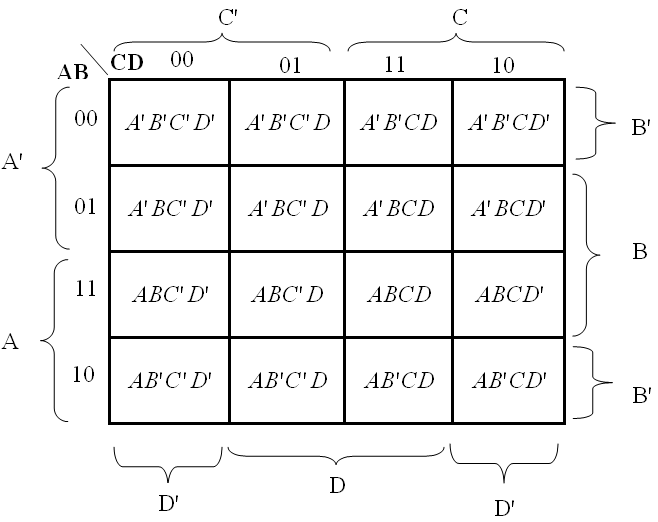 C' C
AB CD 00 01 11 10
00 A'B'C'D' A'B'C'D A'B'CD A'B'CD' B'
A'
01 A'BC'D' A'BC'D A'BCD A'BCD'
B
11 ABC'D' ABC'D ABCD ABCD'
A
10 AB'C'D' AB'C'D AB'CD AB'CD' B'
D' D D'